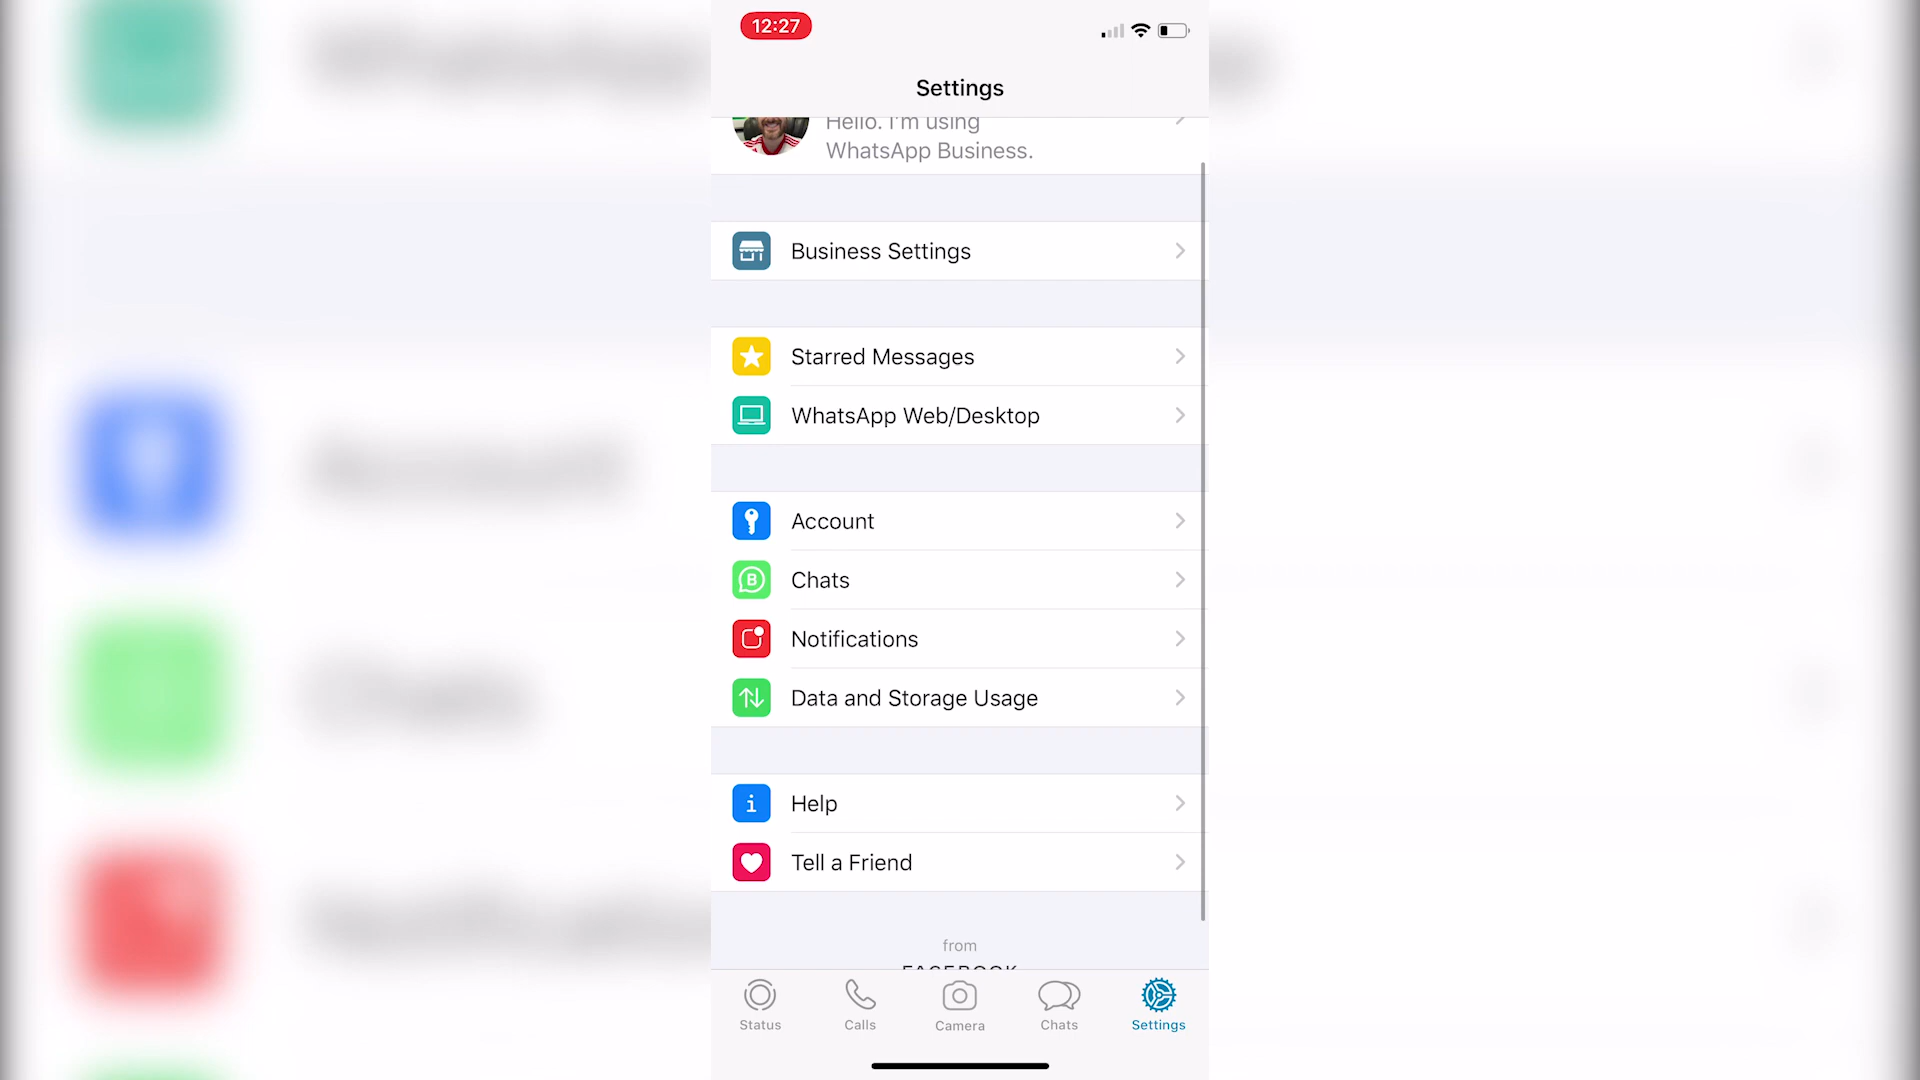 12:27
Settings
Hello. I'm using
WhatsApp Business.
Business Settings
Starred Messages
WhatsApp Web/Desktop
Account
Chats
Notifications
Data and Storage Usage
Help
Tell a Friend
from
FACEBOOK
Status
Calls
Camera
Chats
Settings